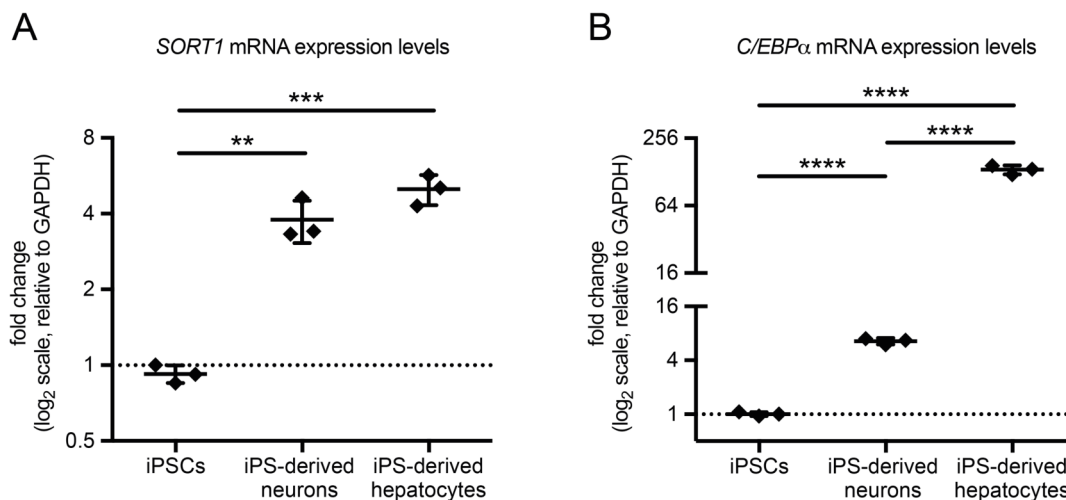 A
SORT1 mRNA expression levels
***
**
8
4
2
1
0.5
fold change
(log2 scale, relative to GAPDH)
iPSCs
iPS-derived
neurons
iPS-derived
hepatocytes
B
C/EBPα mRNA expression levels
****
****
****
256
64
16
16
4
1
fold change
(log2 scale, relative to GAPDH)
iPSCs
iPS-derived
neurons
iPS-derived
hepatocytes